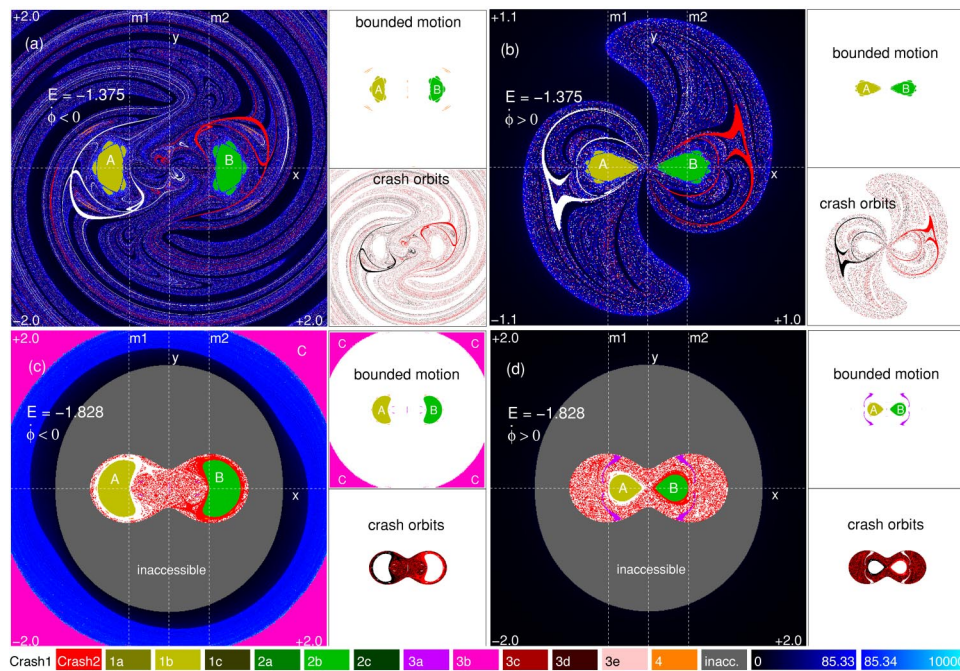 +2.0 m1 m2
(a) y
E = −1.375
ϕ̇ < 0
A B
x
-2.0 +2.0
bounded motion
A B
crash orbits
+1.1 m1 m2
(b) y
E = −1.375
ϕ̇ > 0
A B
x
-1.1 +1.0
bounded motion
A B
crash orbits
+2.0 m1 m2
(c) y C
E = −1.828
ϕ̇ < 0
A B
x
inaccessible
-2.0 +2.0
C C
bounded motion
A B
C C
crash orbits
+2.0 m1 m2
(d) y
E = −1.828
ϕ̇ > 0
A B
x
inaccessible
-2.0 +2.0
bounded motion
A B
crash orbits
Crash1 Crash2 1a 1b 1c 2a 2b 2c 3a 3b 3c 3d 3e 4 inacc. 0 85.33 85.34